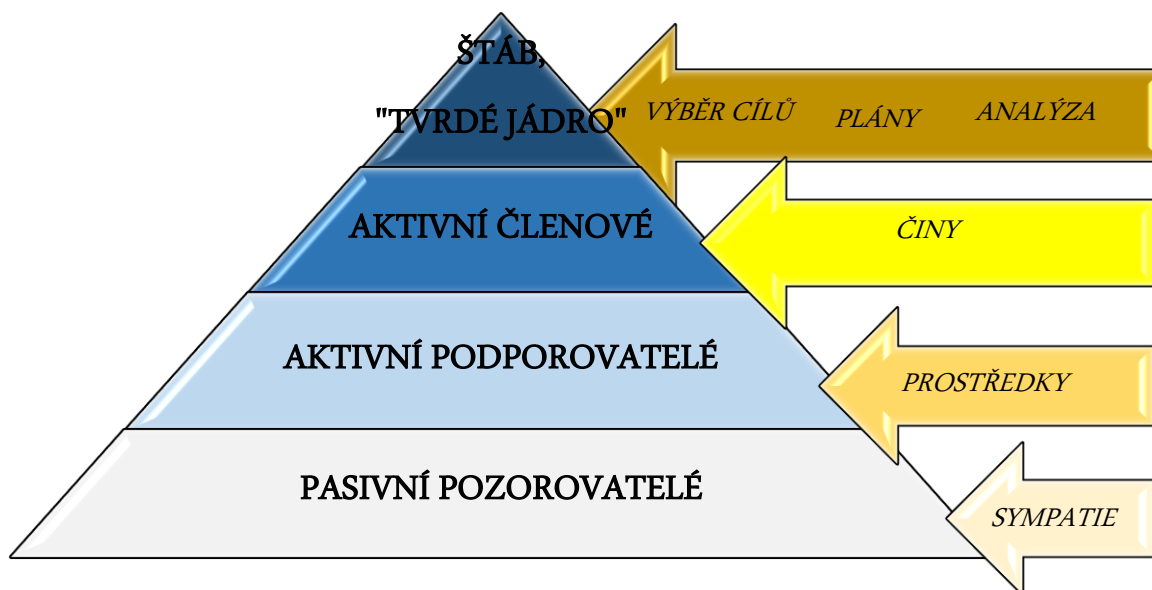 ŠTÁB,
"TVRDÉ JÁDRO"
VÝBĚR CÍLŮ PLÁNY ANALÝZA
AKTIVNÍ ČLENOVÉ
ČINY
AKTIVNÍ PODPOROVATELÉ
PROSTŘEDKY
PASIVNÍ POZOROVATELÉ
SYMPATIE